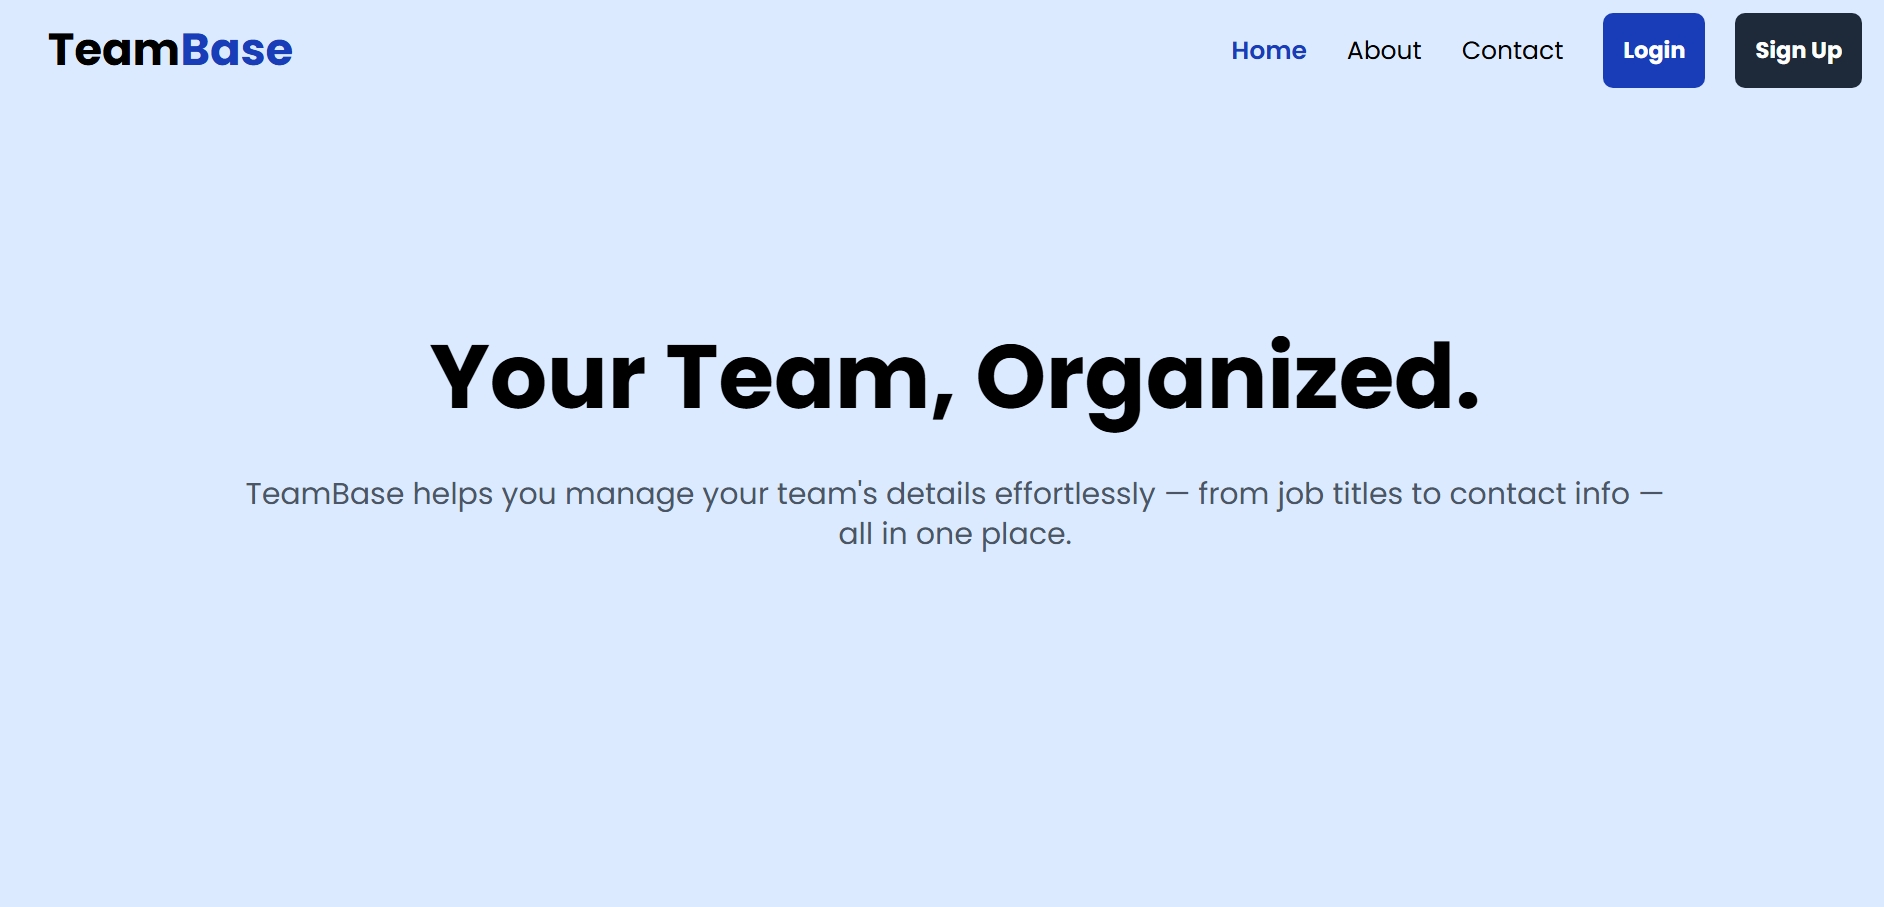 TeamBase
Home About Contact Login Sign Up
Your Team, Organized.
TeamBase helps you manage your team's details effortlessly — from job titles to contact info —
all in one place.